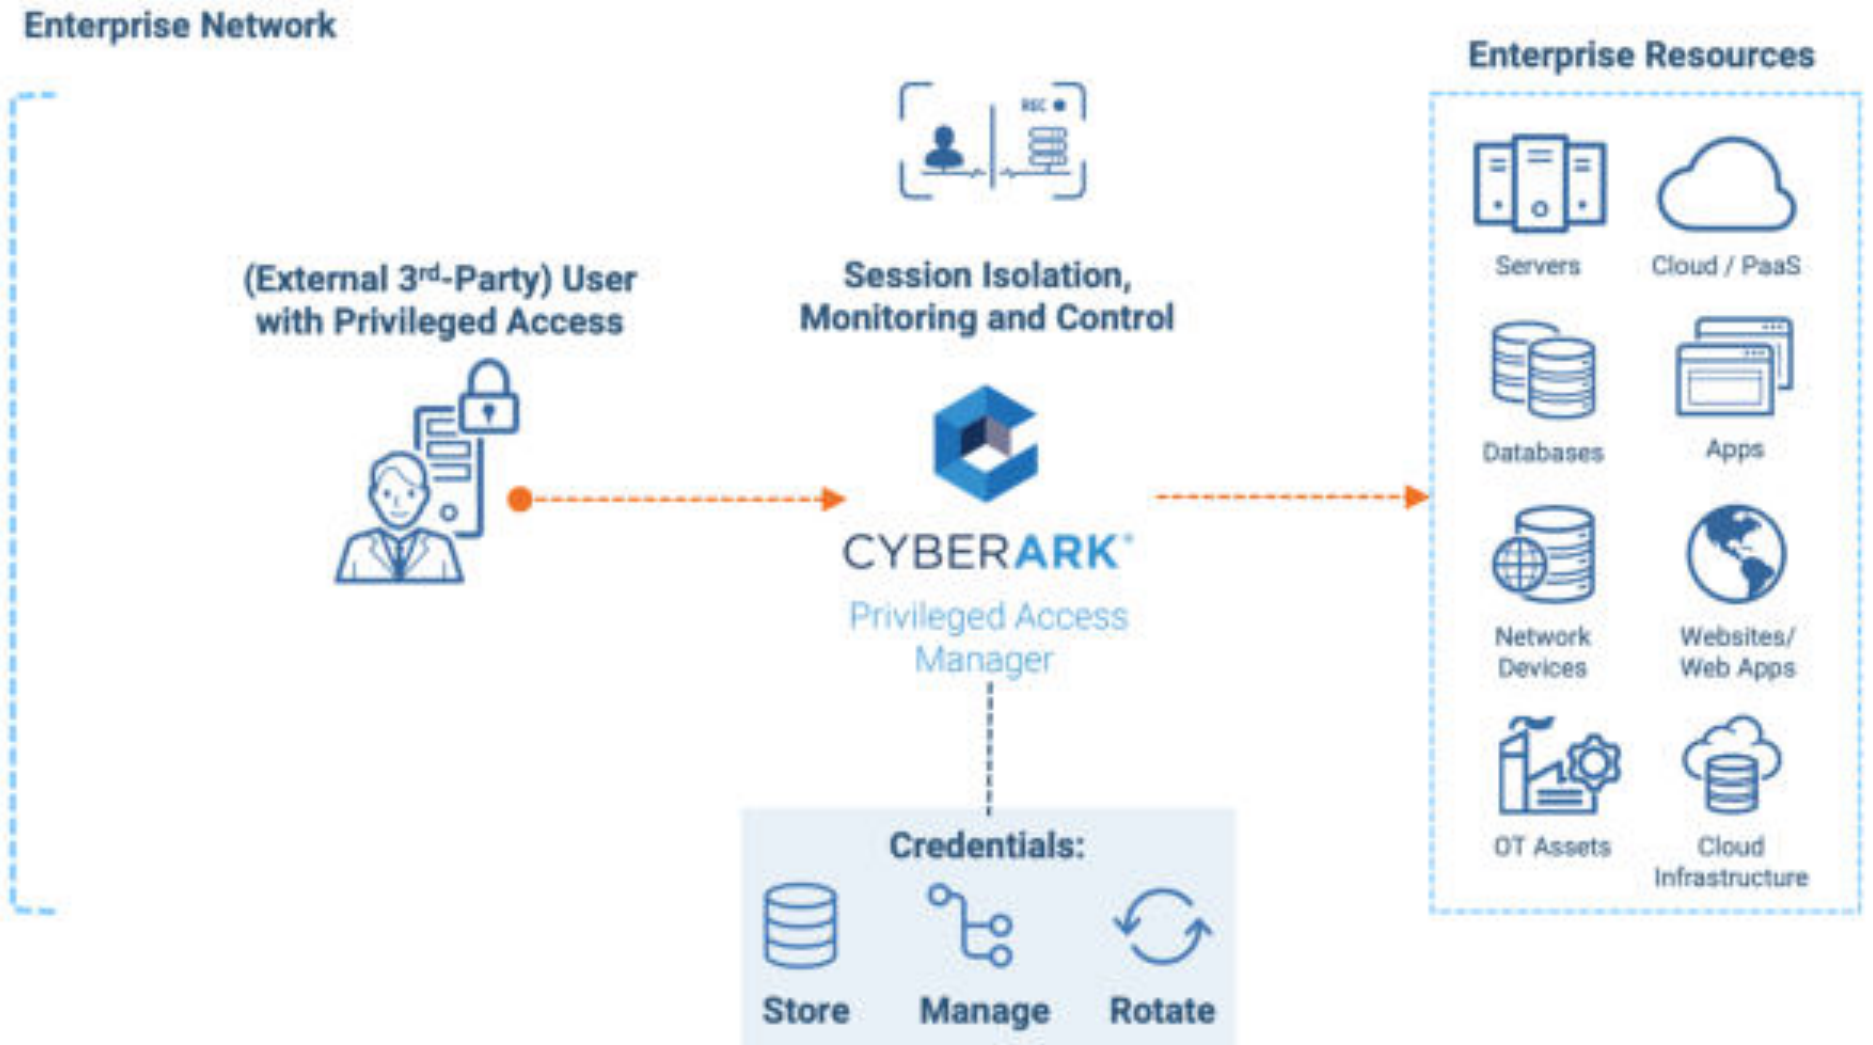 Enterprise Network
Enterprise Resources
REC
(External 3rd-Party) User
with Privileged Access
Session Isolation,
Monitoring and Control
CYBERARK®
Privileged Access
Manager
Servers
Cloud / PaaS
Databases
Apps
Network
Devices
Websites/
Web Apps
OT Assets
Cloud
Infrastructure
Credentials:
Store
Manage
Rotate